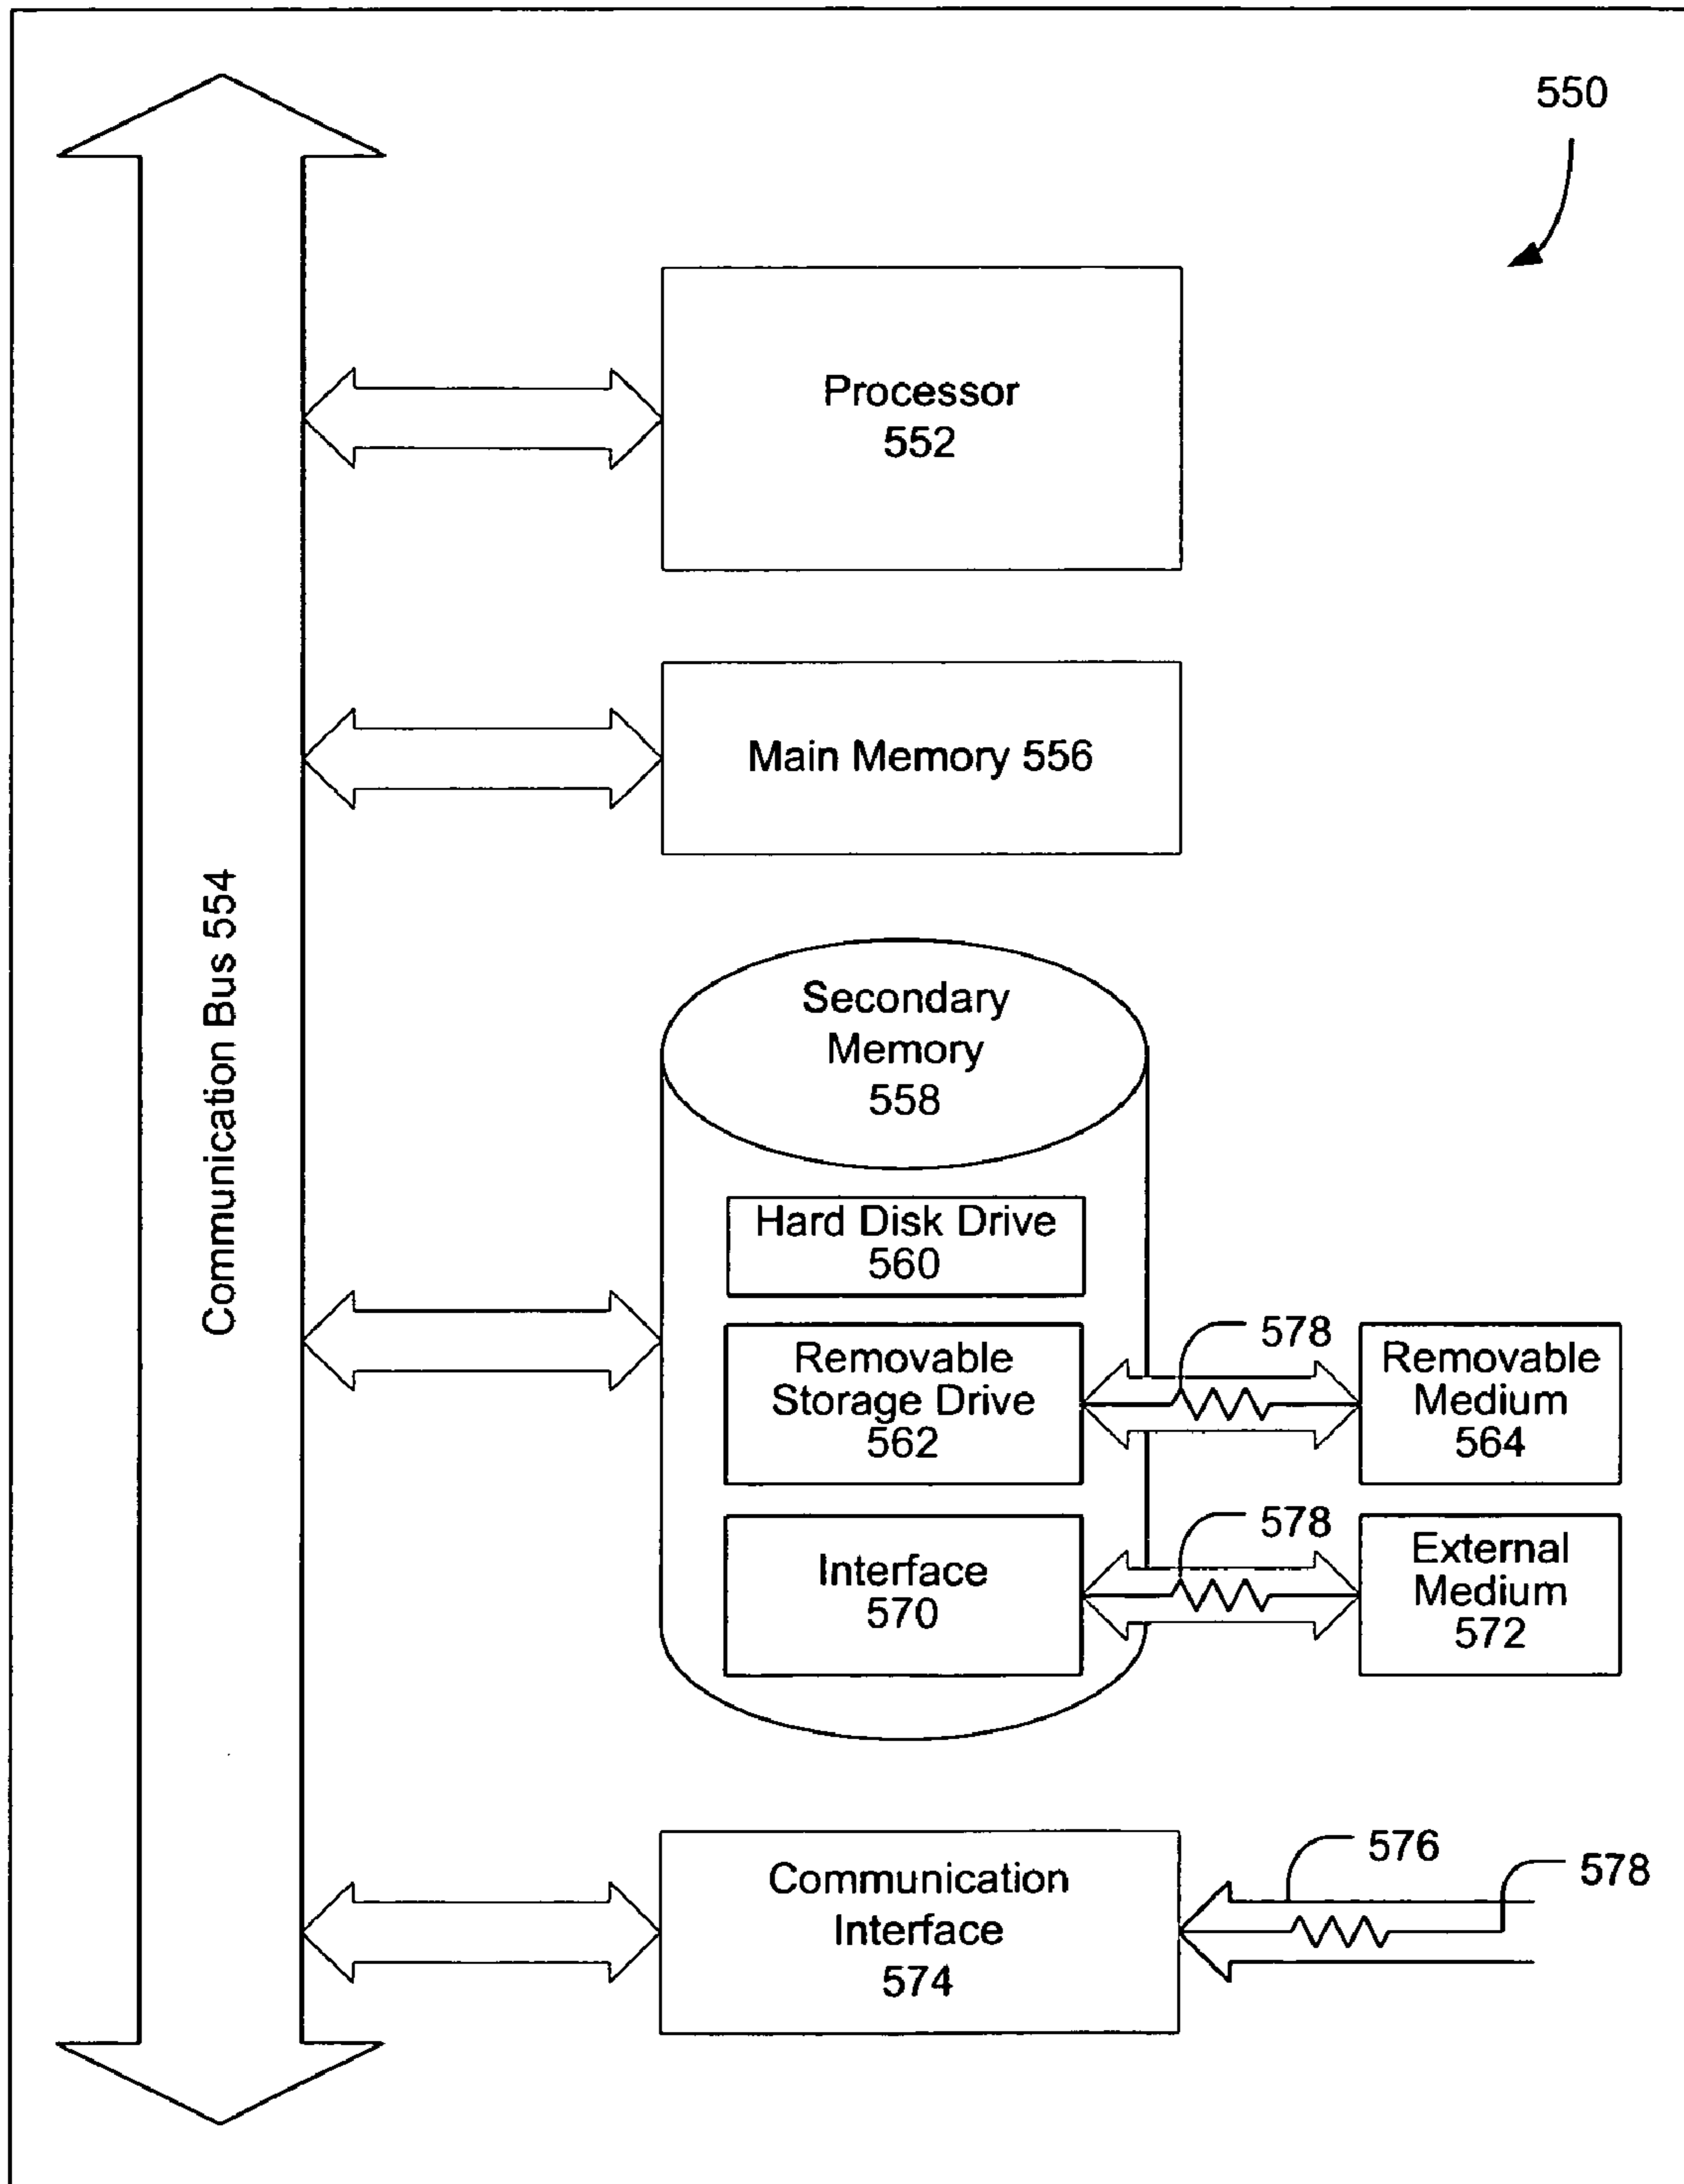 550
Processor
552
Main Memory 556
Communication Bus 554
Secondary
Memory
558
Hard Disk Drive
560
Removable
Storage Drive
562
578
Removable
Medium
564
Interface
570
578
External
Medium
572
Communication
Interface
574
576
578